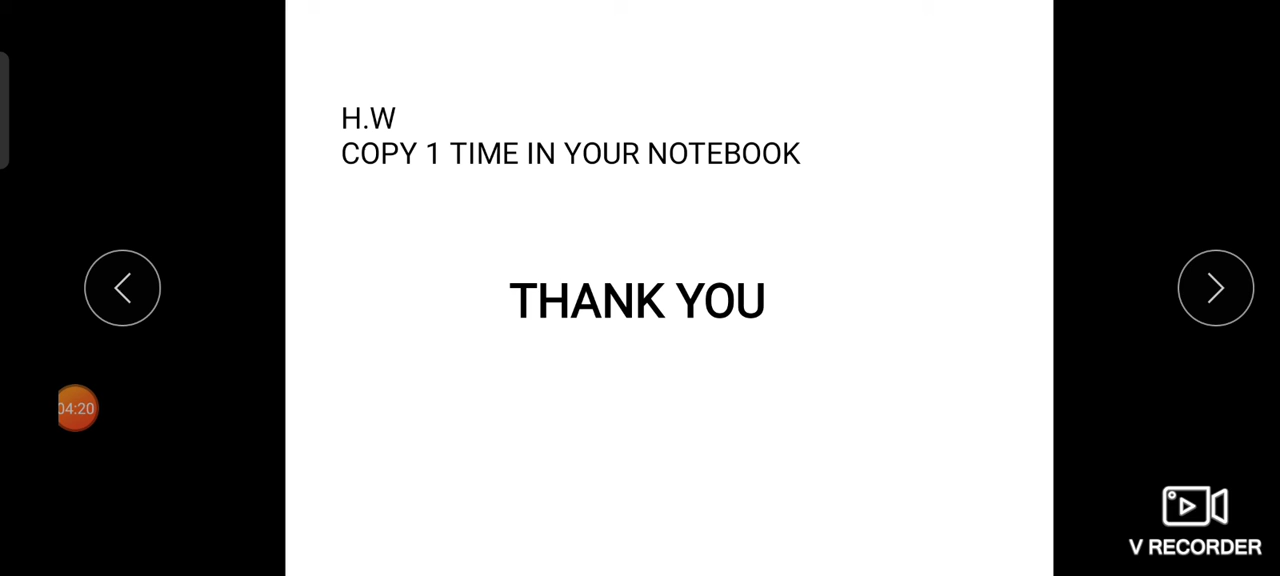 H.W
COPY 1 TIME IN YOUR NOTEBOOK
THANK YOU
04:20
V RECORDER